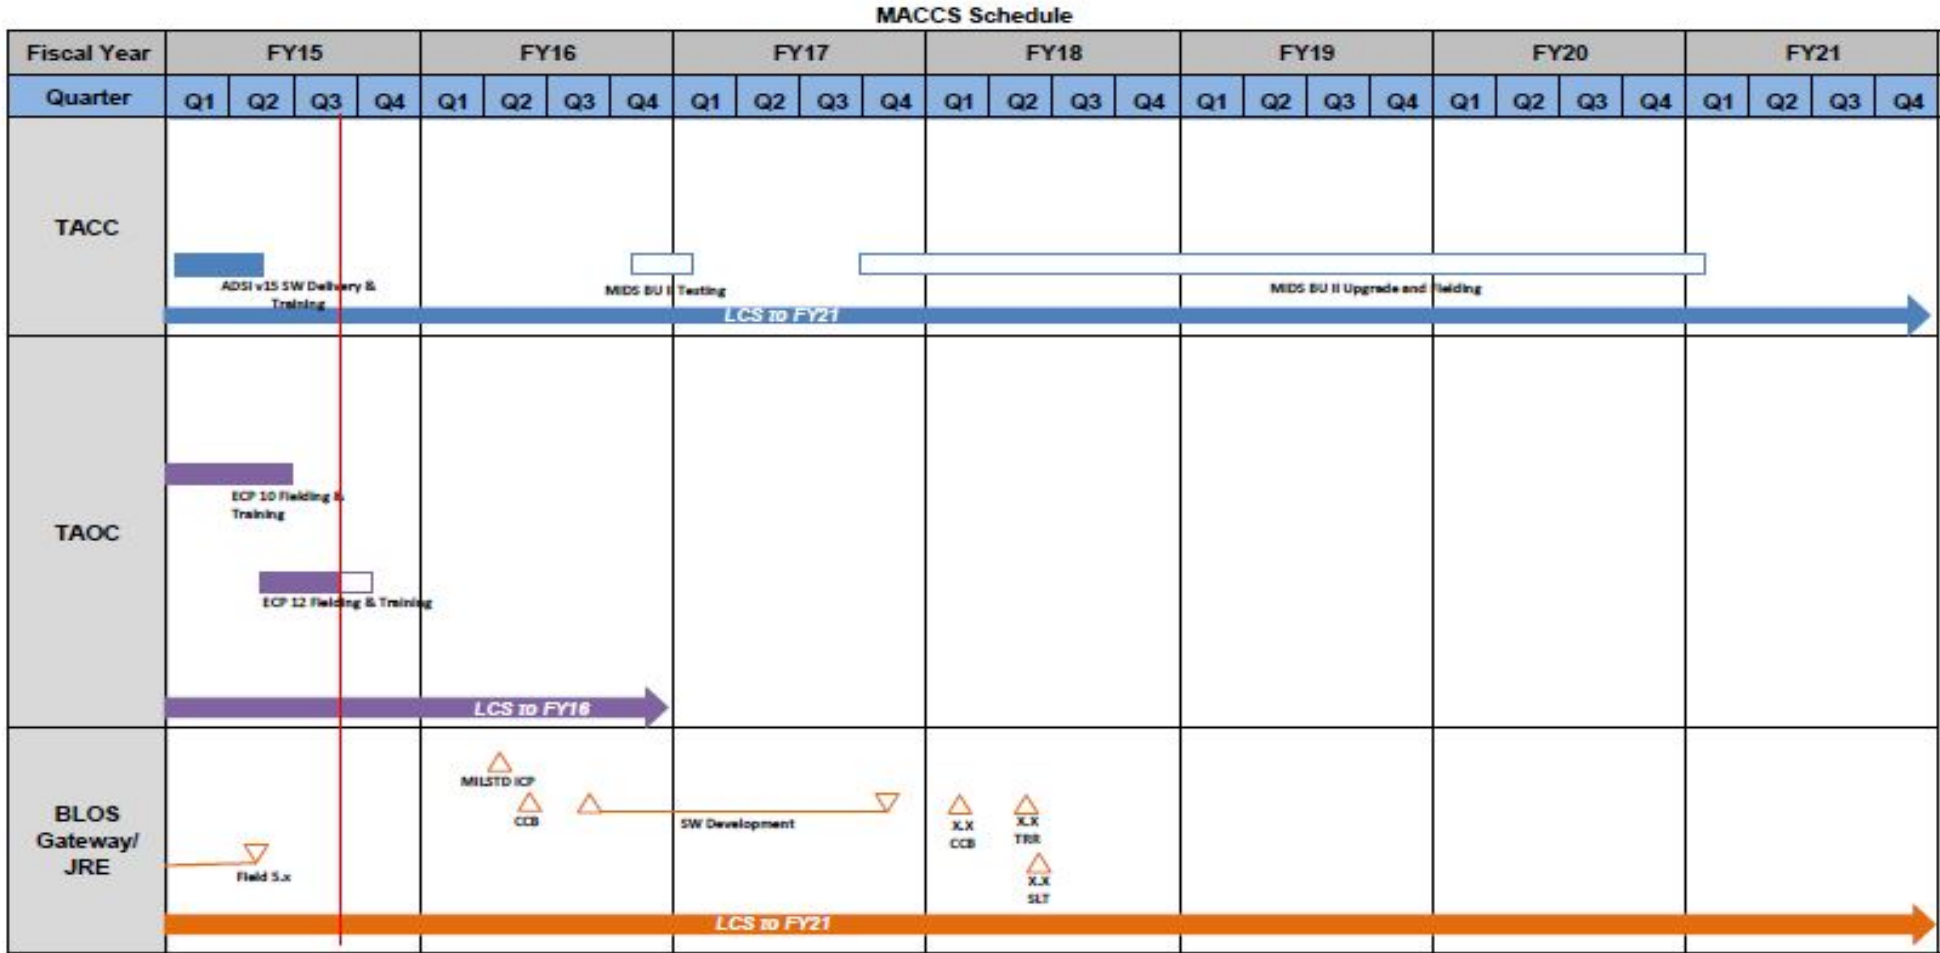 MACCS Schedule
Fiscal Year FY15 FY16 FY17 FY18 FY19 FY20 FY21
Quarter Q1 Q2 Q3 Q4 Q1 Q2 Q3 Q4 Q1 Q2 Q3 Q4 Q1 Q2 Q3 Q4 Q1 Q2 Q3 Q4 Q1 Q2 Q3 Q4 Q1 Q2 Q3 Q4
TACC
ADSI v15 SW Delivery &
Training
MIDS BU II Testing
MIDS BU II Upgrade and Fielding
LCS to FY21
TAOC
ECP 10 Fielding &
Training
ECP 12 Fielding & Training
LCS to FY16
BLOS
Gateway/
JRE
MILSTD ICP
CCB
SW Development
X.X
CCB
X.X
TRR
Field 5.x
X.X
SLT
LCS to FY21